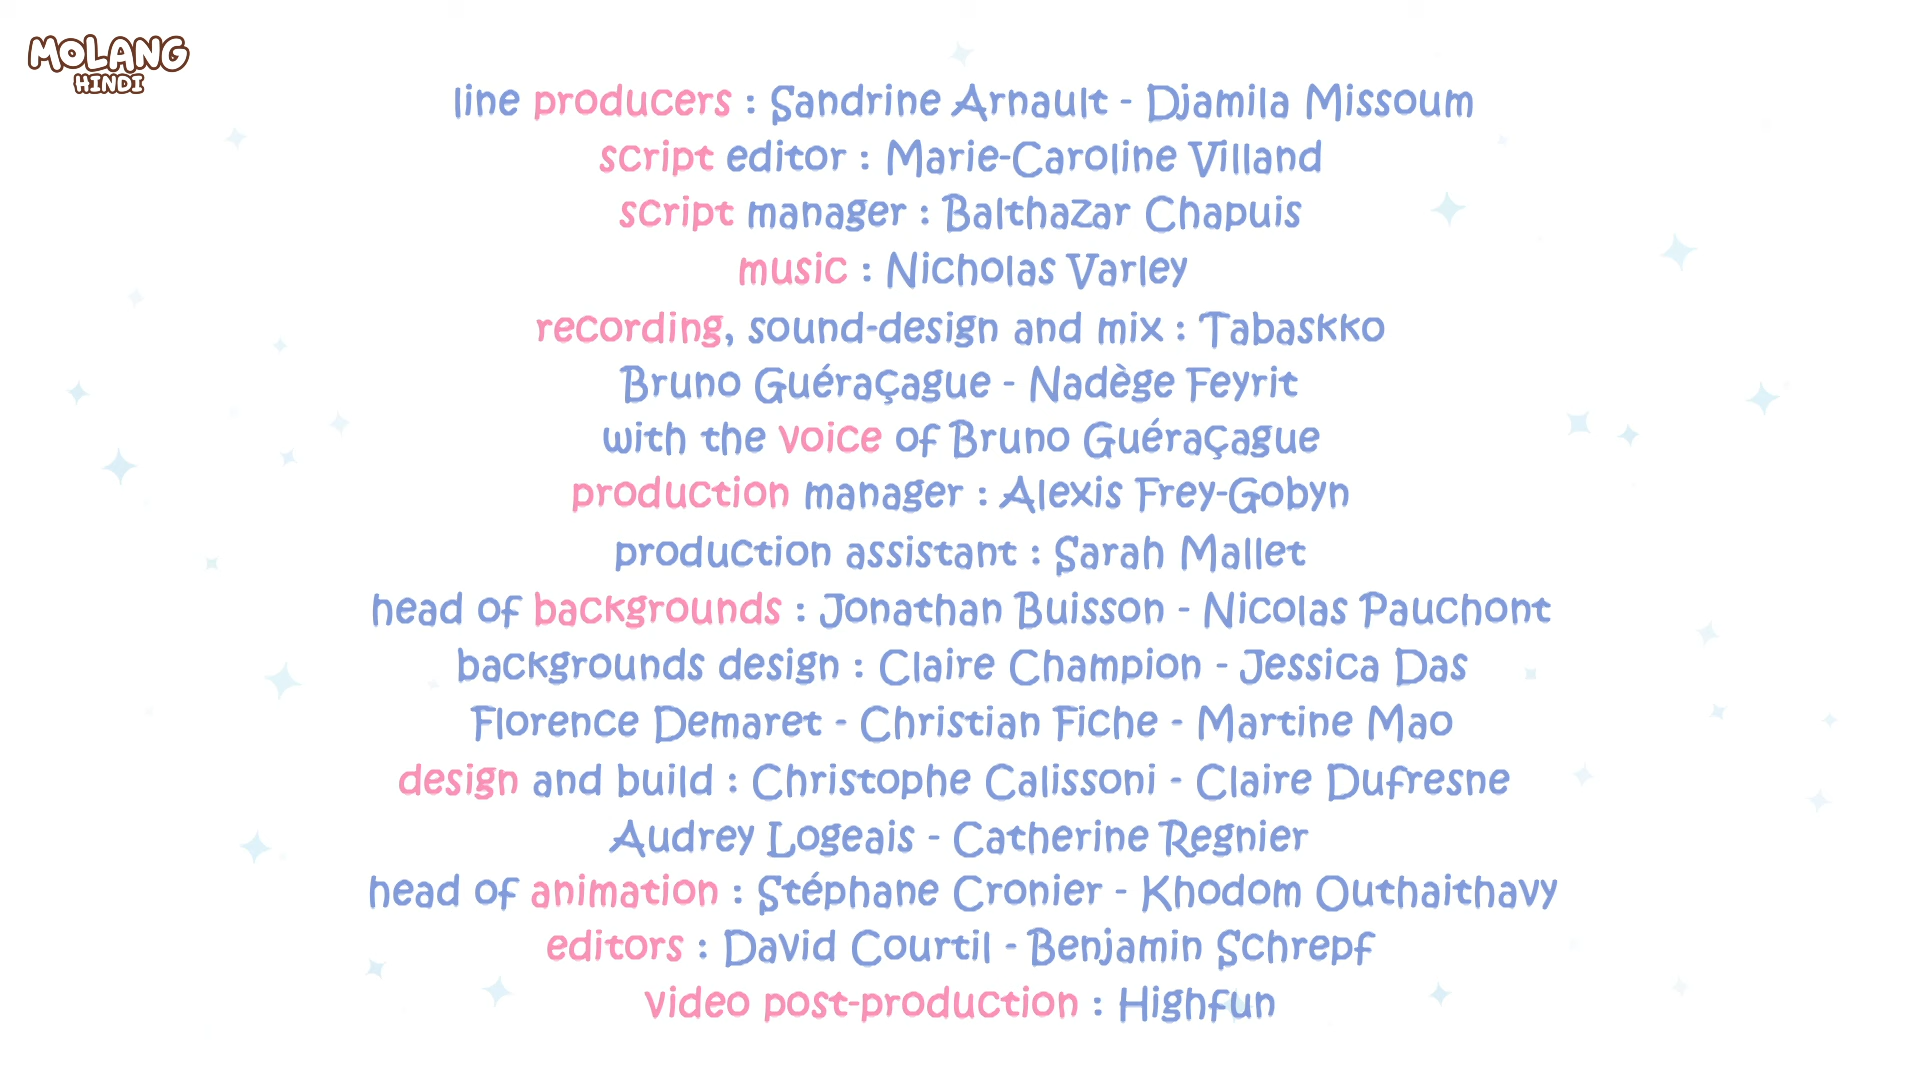 MOLANG
HINDI
line producers : Sandrine Arnault - Djamila Missoum
script editor : Marie-Caroline Villand
script manager : Balthazar Chapuis
music : Nicholas Varley
recording, sound-design and mix : Tabaskko
Bruno Guéraçague - Nadège Feyrit
with the voice of Bruno Guéraçague
production manager : Alexis Frey-Gobyn
production assistant : Sarah Mallet
head of backgrounds : Jonathan Buisson - Nicolas Pauchont
backgrounds design : Claire Champion - Jessica Das
Florence Demaret - Christian Fiche - Martine Mao
design and build : Christophe Calissoni - Claire Dufresne
Audrey Logeais - Catherine Regnier
head of animation : Stéphane Cronier - Khodom Outhaithavy
editors : David Courtil - Benjamin Schrepf
video post-production : Highfun